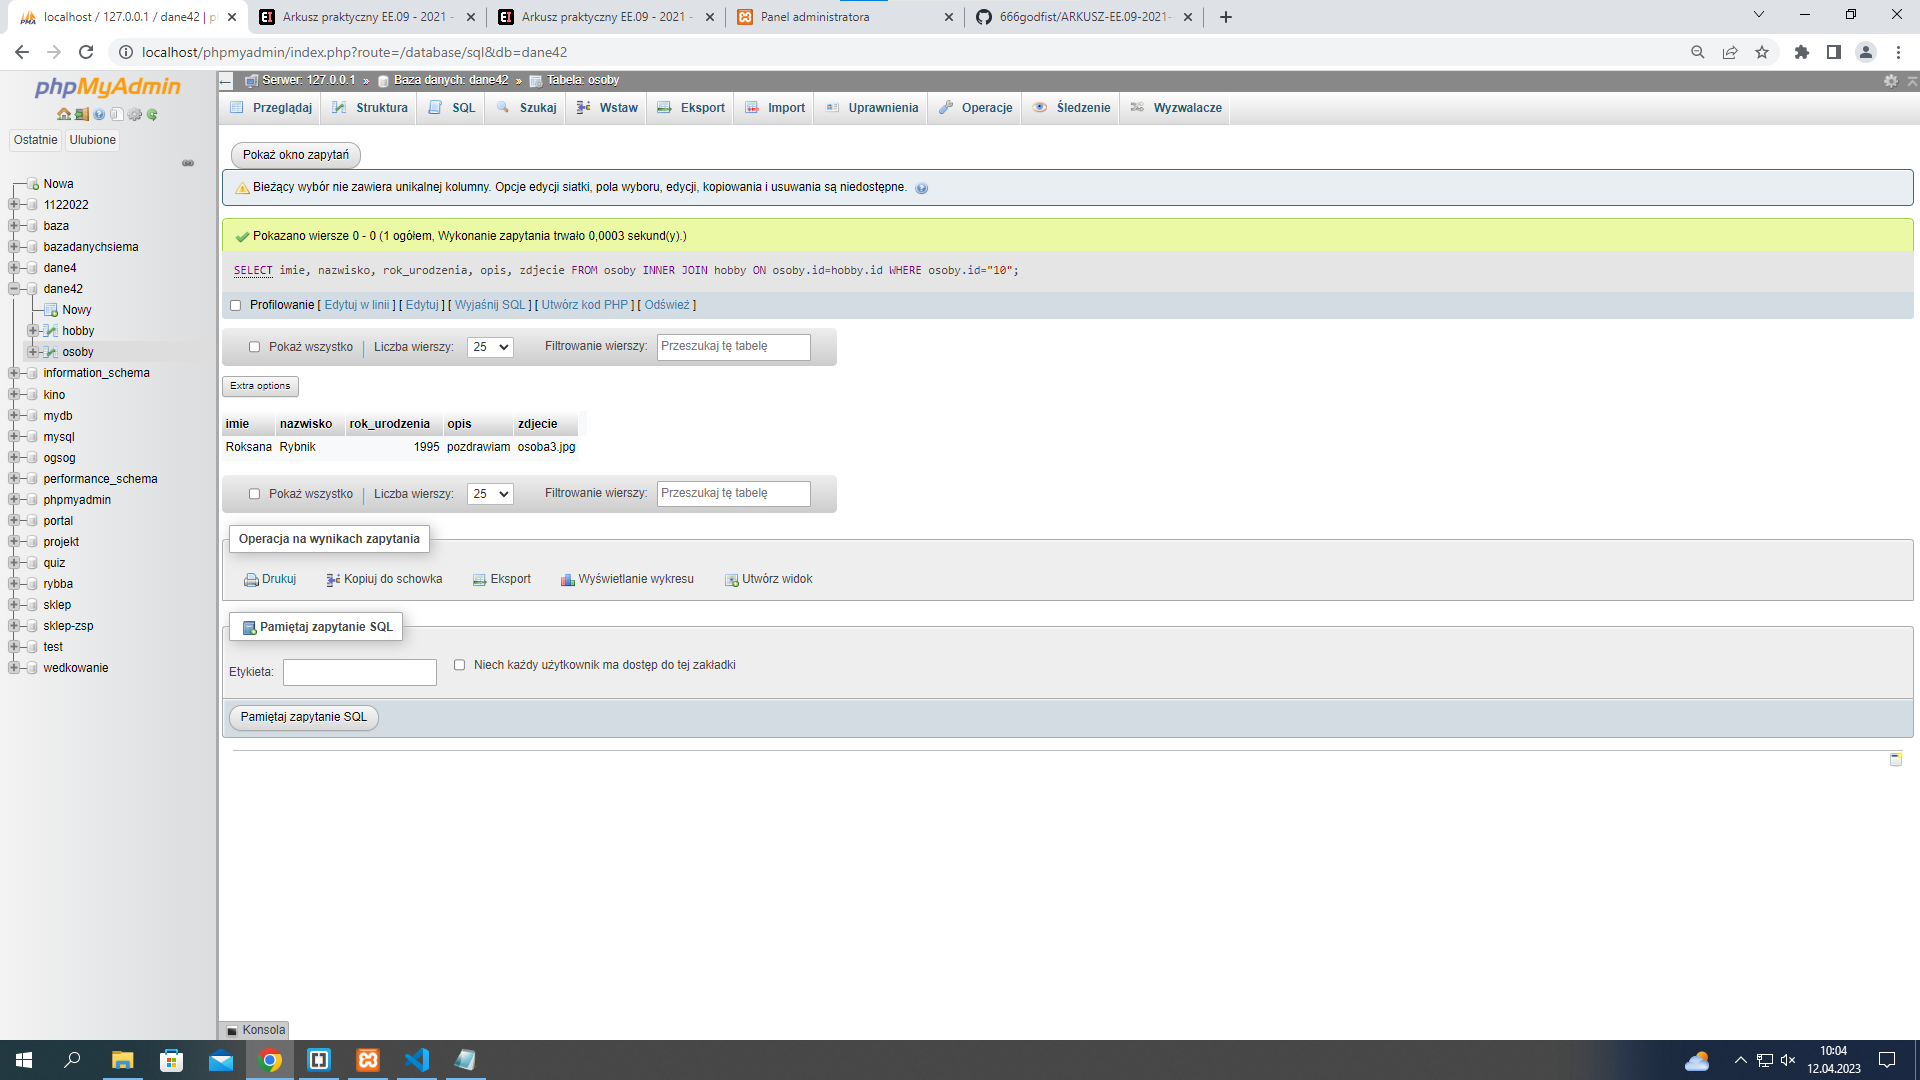 localhost / 127.0.0.1 / dane42 | p
Arkusz praktyczny EE.09 - 2021 -
Arkusz praktyczny EE.09 - 2021 -
Panel administratora
666godfist/ARKUSZ-EE.09-2021-
localhost/phpmyadmin/index.php?route=/database/sql&db=dane42
phpMyAdmin
Ostatnie Ulubione
Nowa
1122022
baza
bazadanychsiema
dane4
dane42
Nowy
hobby
osoby
information_schema
kino
mydb
mysql
ogsog
performance_schema
phpmyadmin
portal
projekt
quiz
rybba
sklep
sklep-zsp
test
wedkowanie
Serwer: 127.0.0.1 » Baza danych: dane42 » Tabela: osoby
Przeglądaj Struktura SQL Szukaj Wstaw Eksport Import Uprawnienia Operacje Śledzenie Wyzwalacze
Pokaż okno zapytań
Bieżący wybór nie zawiera unikalnej kolumny. Opcje edycji siatki, pola wyboru, edycji, kopiowania i usuwania są niedostępne.
Pokazano wiersze 0 - 0 (1 ogółem, Wykonanie zapytania trwało 0,0003 sekund(y).)
SELECT imie, nazwisko, rok_urodzenia, opis, zdjecie FROM osoby INNER JOIN hobby ON osoby.id=hobby.id WHERE osoby.id="10";
Profilowanie [ Edytuj w linii ] [ Edytuj ] [ Wyjaśnij SQL ] [ Utwórz kod PHP ] [ Odśwież ]
Pokaż wszystko | Liczba wierszy: 25 Filtrowanie wierszy: Przeszukaj tę tabelę
Extra options
imie nazwisko rok_urodzenia opis zdjecie
Roksana Rybnik 1995 pozdrawiam osoba3.jpg
Pokaż wszystko | Liczba wierszy: 25 Filtrowanie wierszy: Przeszukaj tę tabelę
Operacja na wynikach zapytania
Drukuj Kopiuj do schowka Eksport Wyświetlanie wykresu Utwórz widok
Pamiętaj zapytanie SQL
Etykieta: Niech każdy użytkownik ma dostęp do tej zakładki
Pamiętaj zapytanie SQL
Konsola
10:04
12.04.2023